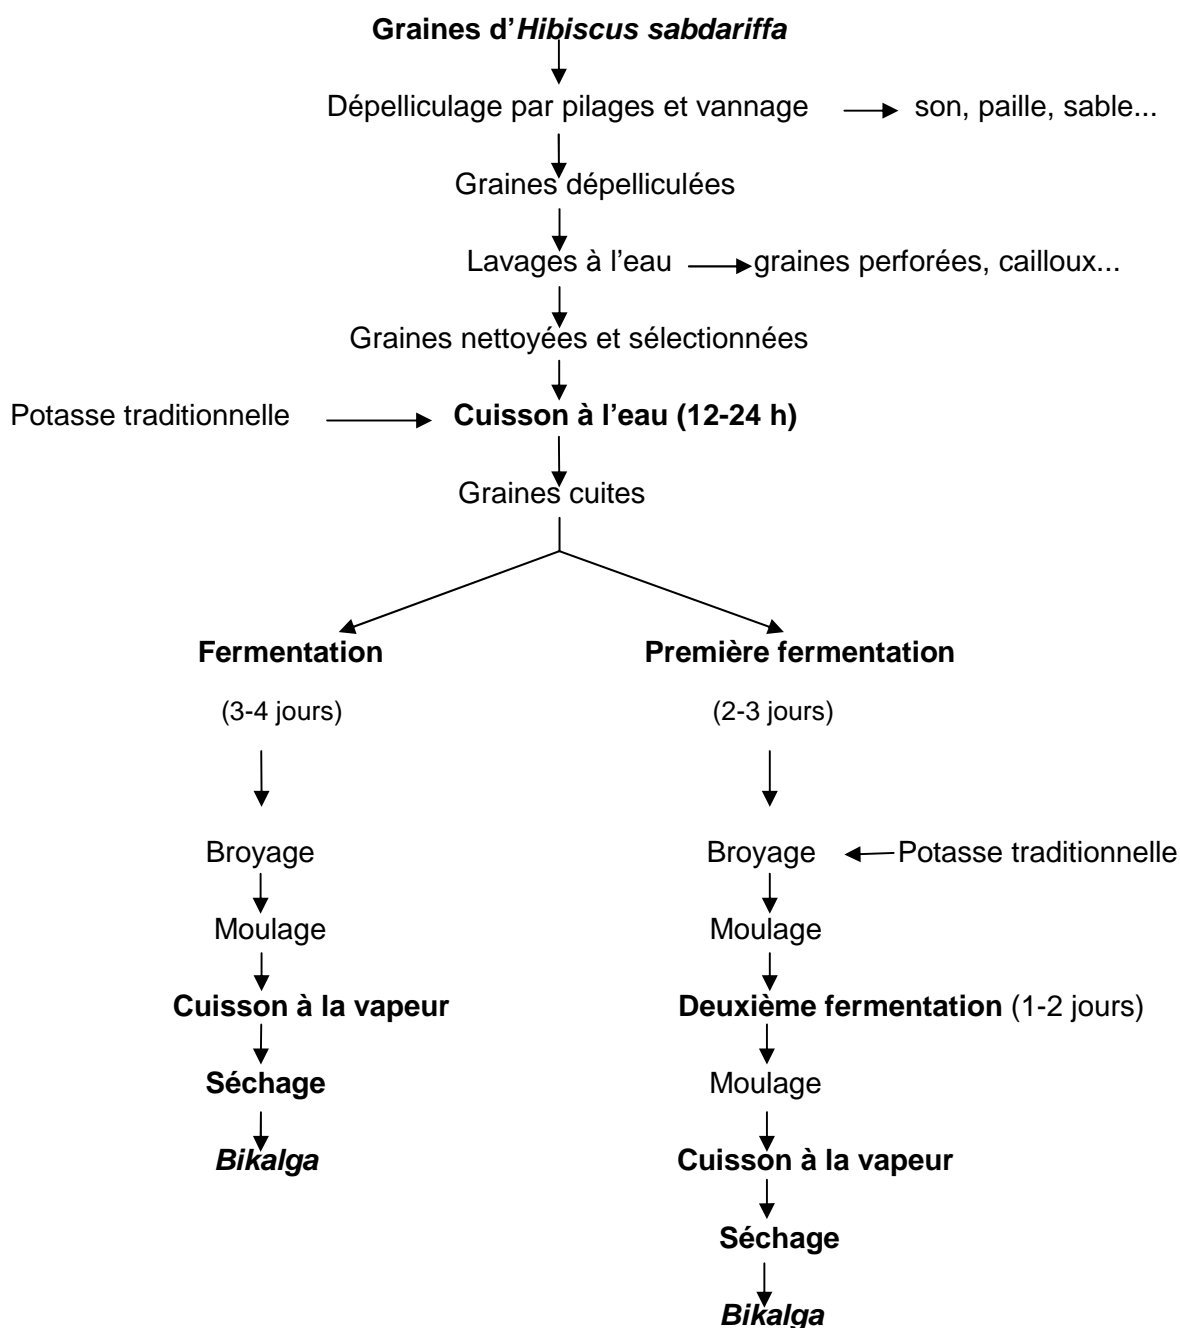 Graines d'Hibiscus sabdariffa
Dépelliculage par pilages et vannage
son, paille, sable...
Graines dépelliculées
Lavages à l'eau
graines perforées, cailloux...
Graines nettoyées et sélectionnées
Potasse traditionnelle
Cuisson à l'eau (12-24 h)
Graines cuites
Fermentation
(3-4 jours)
Broyage
Moulage
Cuisson à la vapeur
Séchage
Bikalga
Première fermentation
(2-3 jours)
Broyage
Potasse traditionnelle
Moulage
Deuxième fermentation (1-2 jours)
Moulage
Cuisson à la vapeur
Séchage
Bikalga